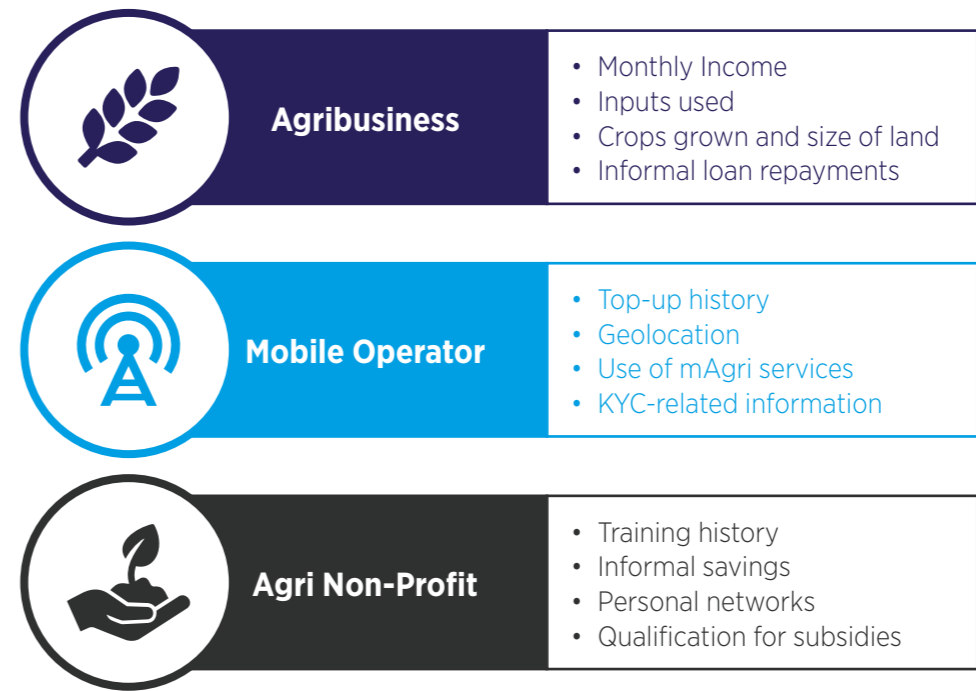 Agribusiness
• Monthly Income
• Inputs used
• Crops grown and size of land
• Informal loan repayments
Mobile Operator
• Top-up history
• Geolocation
• Use of mAgri services
• KYC-related information
Agri Non-Profit
• Training history
• Informal savings
• Personal networks
• Qualification for subsidies